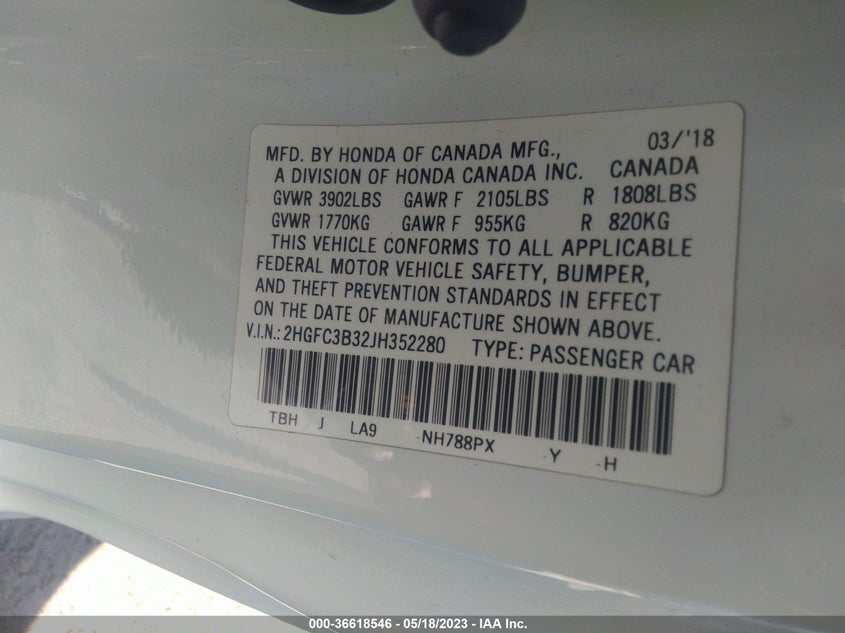 03/'18
MFD. BY HONDA OF CANADA MFG.,
A DIVISION OF HONDA CANADA INC. CANADA
GVWR 3902LBS GAWR F 2105LBS R 1808LBS
GVWR 1770KG GAWR F 955KG R 820KG
THIS VEHICLE CONFORMS TO ALL APPLICABLE
FEDERAL MOTOR VEHICLE SAFETY, BUMPER,
AND THEFT PREVENTION STANDARDS IN EFFECT
ON THE DATE OF MANUFACTURE SHOWN ABOVE.
V.I.N.: 2HGFC3B32JH352280 TYPE: PASSENGER CAR
TBH J LA9 NH788PX Y H
000-36618546 - 05/18/2023 - IAA Inc.